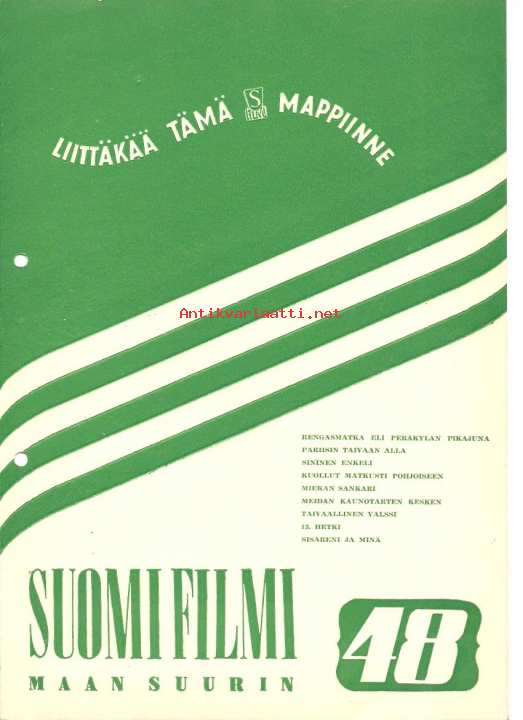 LIITTÄKÄÄ TÄMÄ S FILMI MAPPIINNE
Antikvariaatti.net
RENGASMATKA ELI PERÄKYLÄN PIKAJUNA
PARIISIN TAIVAAN ALLA
SININEN ENKELI
KUOLLUT MATKUSTI POHJOISEEN
MIEKAN SANKARI
MEIDÄN KAUNOTARTEN KESKEN
TAIVAALLINEN VALSSI
13. HETKI
SISARENI JA MINÄ
SUOMI FILMI
MAAN SUURIN
48